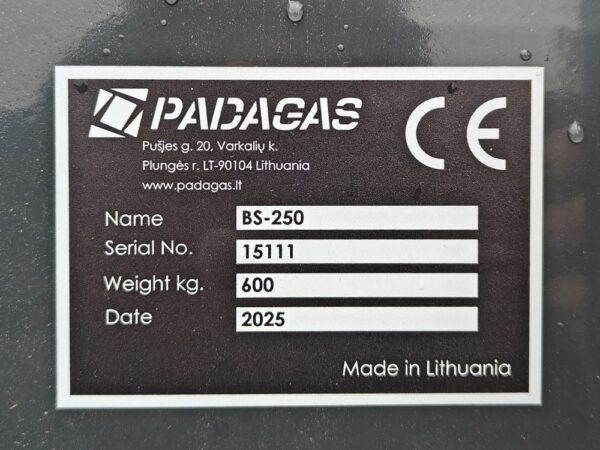 PADAGAS
CE
Pušjes g. 20, Varkalių k.
Plungės r. LT-90104 Lithuania
www.padagas.lt
Name BS-250
Serial No. 15111
Weight kg. 600
Date 2025
Made in Lithuania